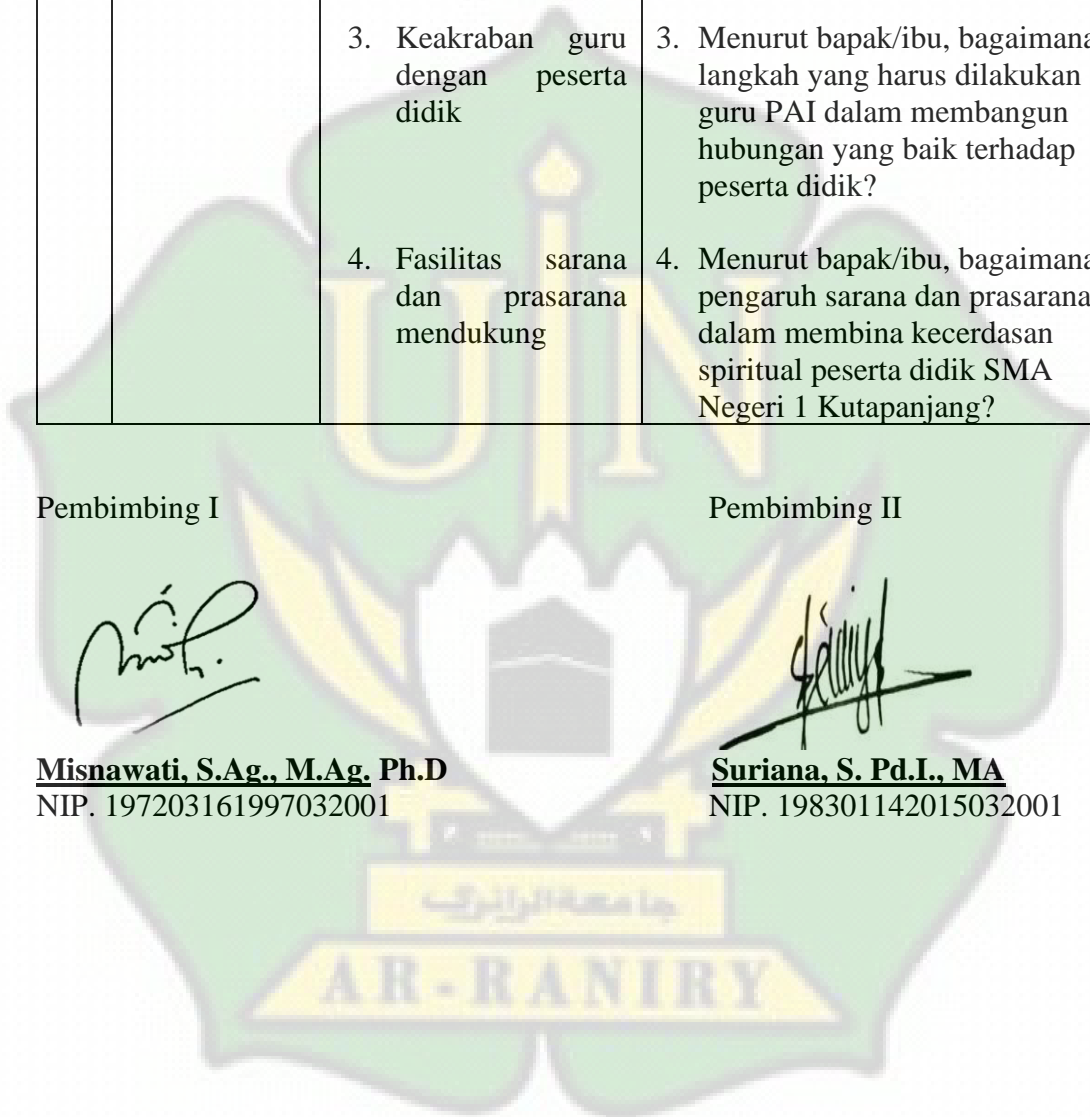 3. Keakraban guru
dengan peserta
didik
3. Menurut bapak/ibu, bagaimana
langkah yang harus dilakukan
guru PAI dalam membangun
hubungan yang baik terhadap
peserta didik?
4. Fasilitas sarana
dan prasarana
mendukung
4. Menurut bapak/ibu, bagaimana
pengaruh sarana dan prasarana
dalam membina kecerdasan
spiritual peserta didik SMA
Negeri 1 Kutapanjang?
UIN
Pembimbing I
Pembimbing II
Misnawati, S.Ag., M.Ag. Ph.D
NIP. 197203161997032001
Suriana, S. Pd.I., MA
NIP. 198301142015032001
جامعة الرانري
AR-RANIRY